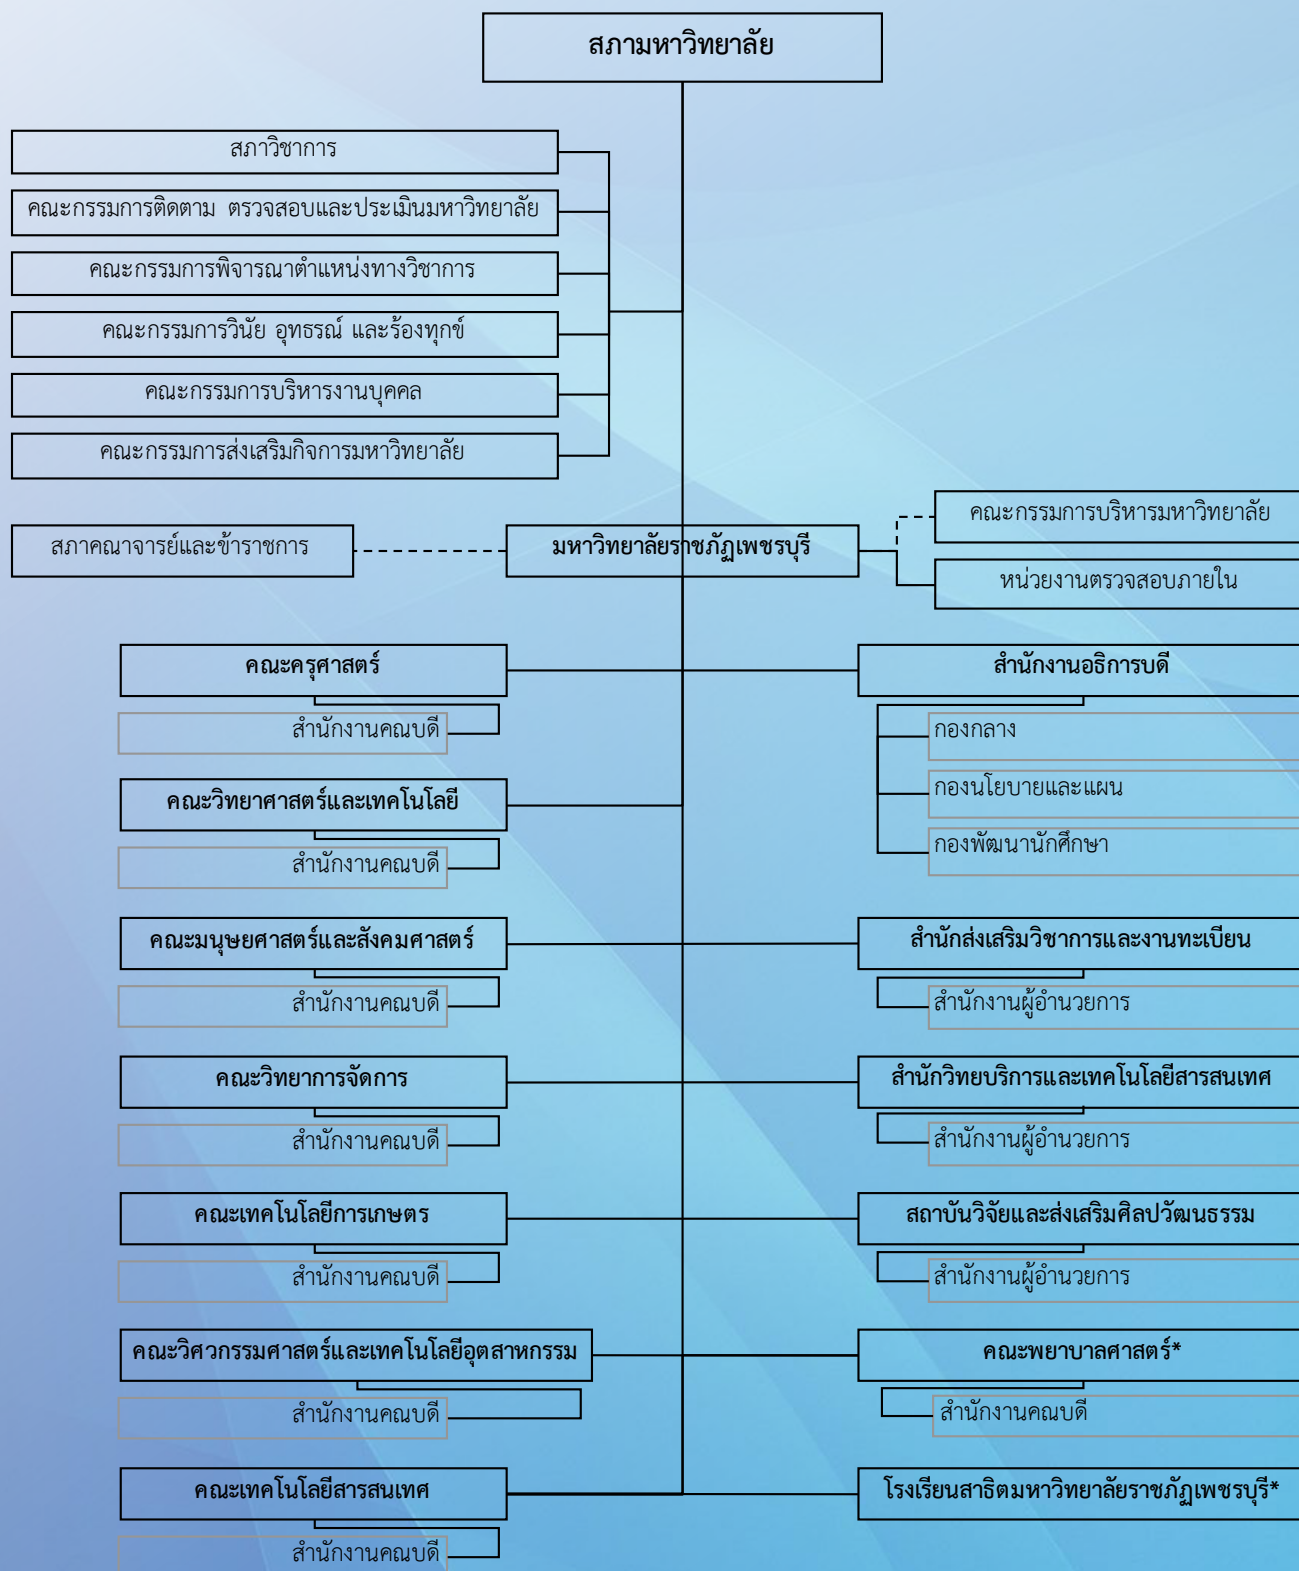 สภามหาวิทยาลัย
สภาวิชาการ
คณะกรรมการติดตาม ตรวจสอบและประเมินมหาวิทยาลัย
คณะกรรมการพิจารณาตำแหน่งทางวิชาการ
คณะกรรมการวินัย อุทธรณ์ และร้องทุกข์
คณะกรรมการบริหารงานบุคคล
คณะกรรมการส่งเสริมกิจการมหาวิทยาลัย
สภาคณาจารย์และข้าราชการ
มหาวิทยาลัยราชภัฏเพชรบุรี
คณะกรรมการบริหารมหาวิทยาลัย
หน่วยงานตรวจสอบภายใน
คณะครุศาสตร์
สำนักงานคณบดี
คณะวิทยาศาสตร์และเทคโนโลยี
สำนักงานคณบดี
คณะมนุษยศาสตร์และสังคมศาสตร์
สำนักงานคณบดี
คณะวิทยาการจัดการ
สำนักงานคณบดี
คณะเทคโนโลยีการเกษตร
สำนักงานคณบดี
คณะวิศวกรรมศาสตร์และเทคโนโลยีอุตสาหกรรม
สำนักงานคณบดี
คณะเทคโนโลยีสารสนเทศ
สำนักงานคณบดี
สำนักงานอธิการบดี
กองกลาง
กองนโยบายและแผน
กองพัฒนานักศึกษา
สำนักส่งเสริมวิชาการและงานทะเบียน
สำนักงานผู้อำนวยการ
สำนักวิทยบริการและเทคโนโลยีสารสนเทศ
สำนักงานผู้อำนวยการ
สถาบันวิจัยและส่งเสริมศิลปวัฒนธรรม
สำนักงานผู้อำนวยการ
คณะพยาบาลศาสตร์*
สำนักงานคณบดี
โรงเรียนสาธิตมหาวิทยาลัยราชภัฏเพชรบุรี*